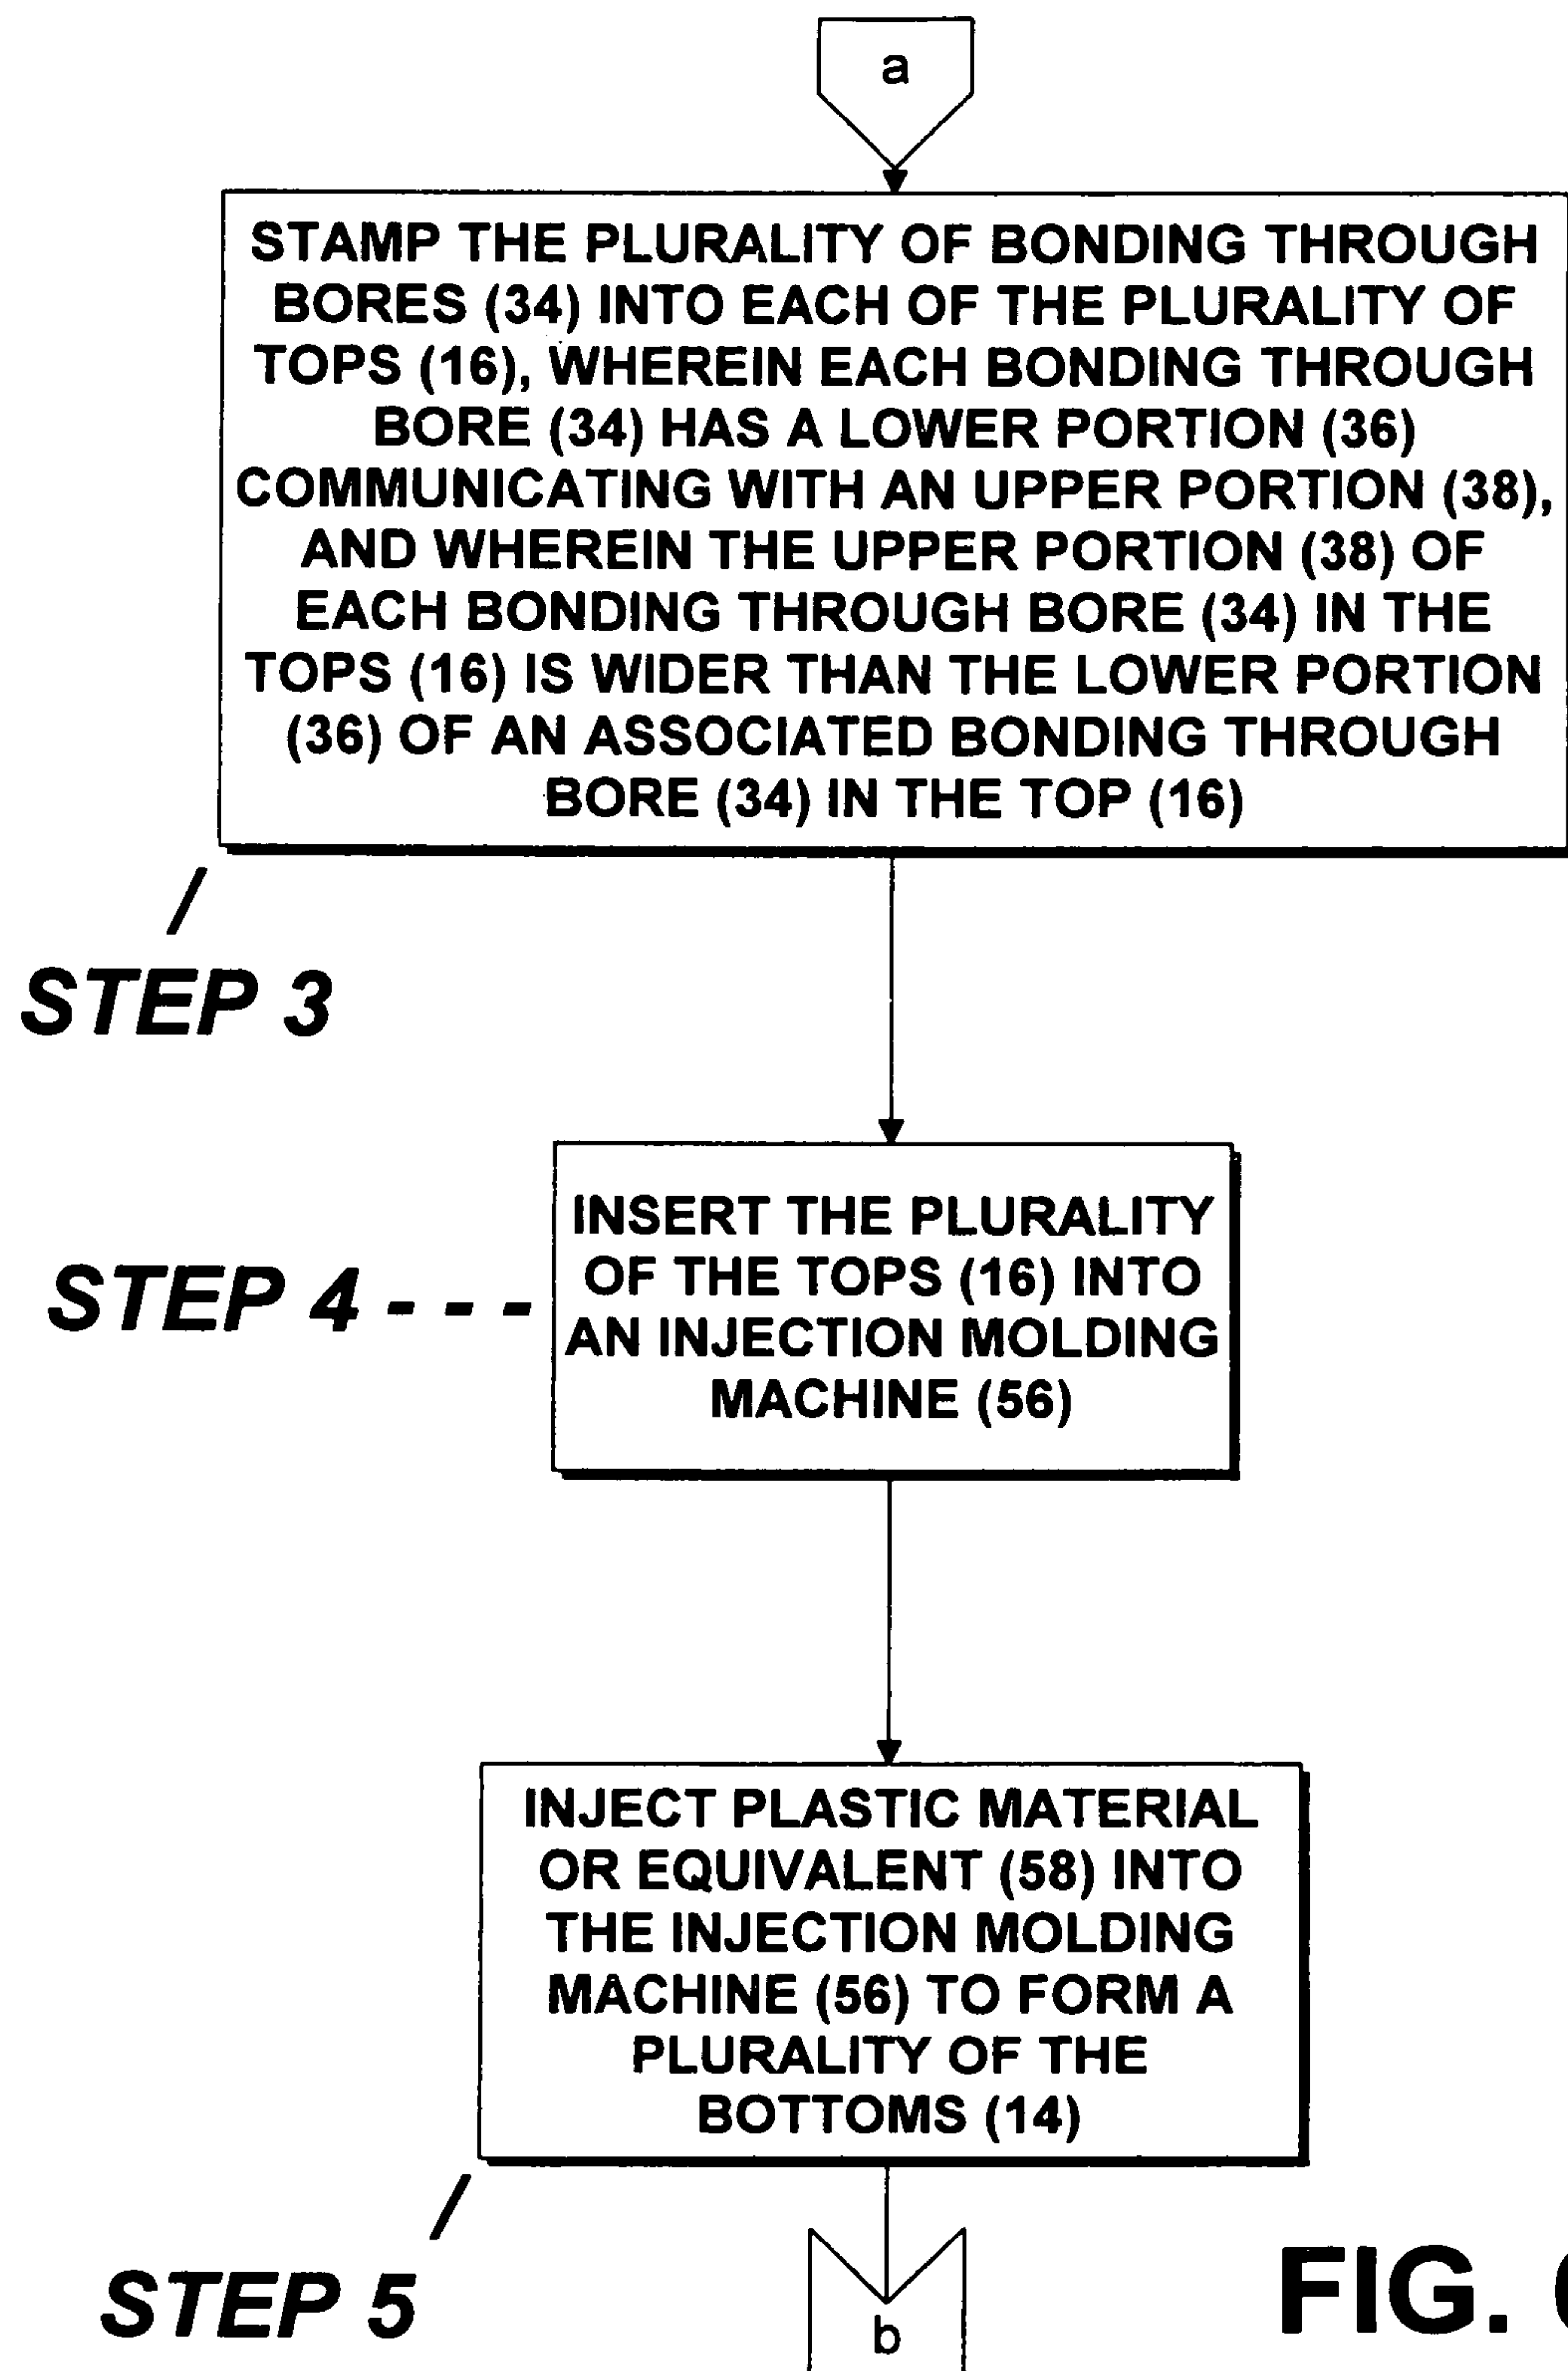 a
STAMP THE PLURALITY OF BONDING THROUGH
BORES (34) INTO EACH OF THE PLURALITY OF
TOPS (16), WHEREIN EACH BONDING THROUGH
BORE (34) HAS A LOWER PORTION (36)
COMMUNICATING WITH AN UPPER PORTION (38),
AND WHEREIN THE UPPER PORTION (38) OF
EACH BONDING THROUGH BORE (34) IN THE
TOPS (16) IS WIDER THAN THE LOWER PORTION
(36) OF AN ASSOCIATED BONDING THROUGH
BORE (34) IN THE TOP (16)
STEP 3
INSERT THE PLURALITY
OF THE TOPS (16) INTO
AN INJECTION MOLDING
MACHINE (56)
STEP 4 - - -
INJECT PLASTIC MATERIAL
OR EQUIVALENT (58) INTO
THE INJECTION MOLDING
MACHINE (56) TO FORM A
PLURALITY OF THE
BOTTOMS (14)
STEP 5
b
FIG.